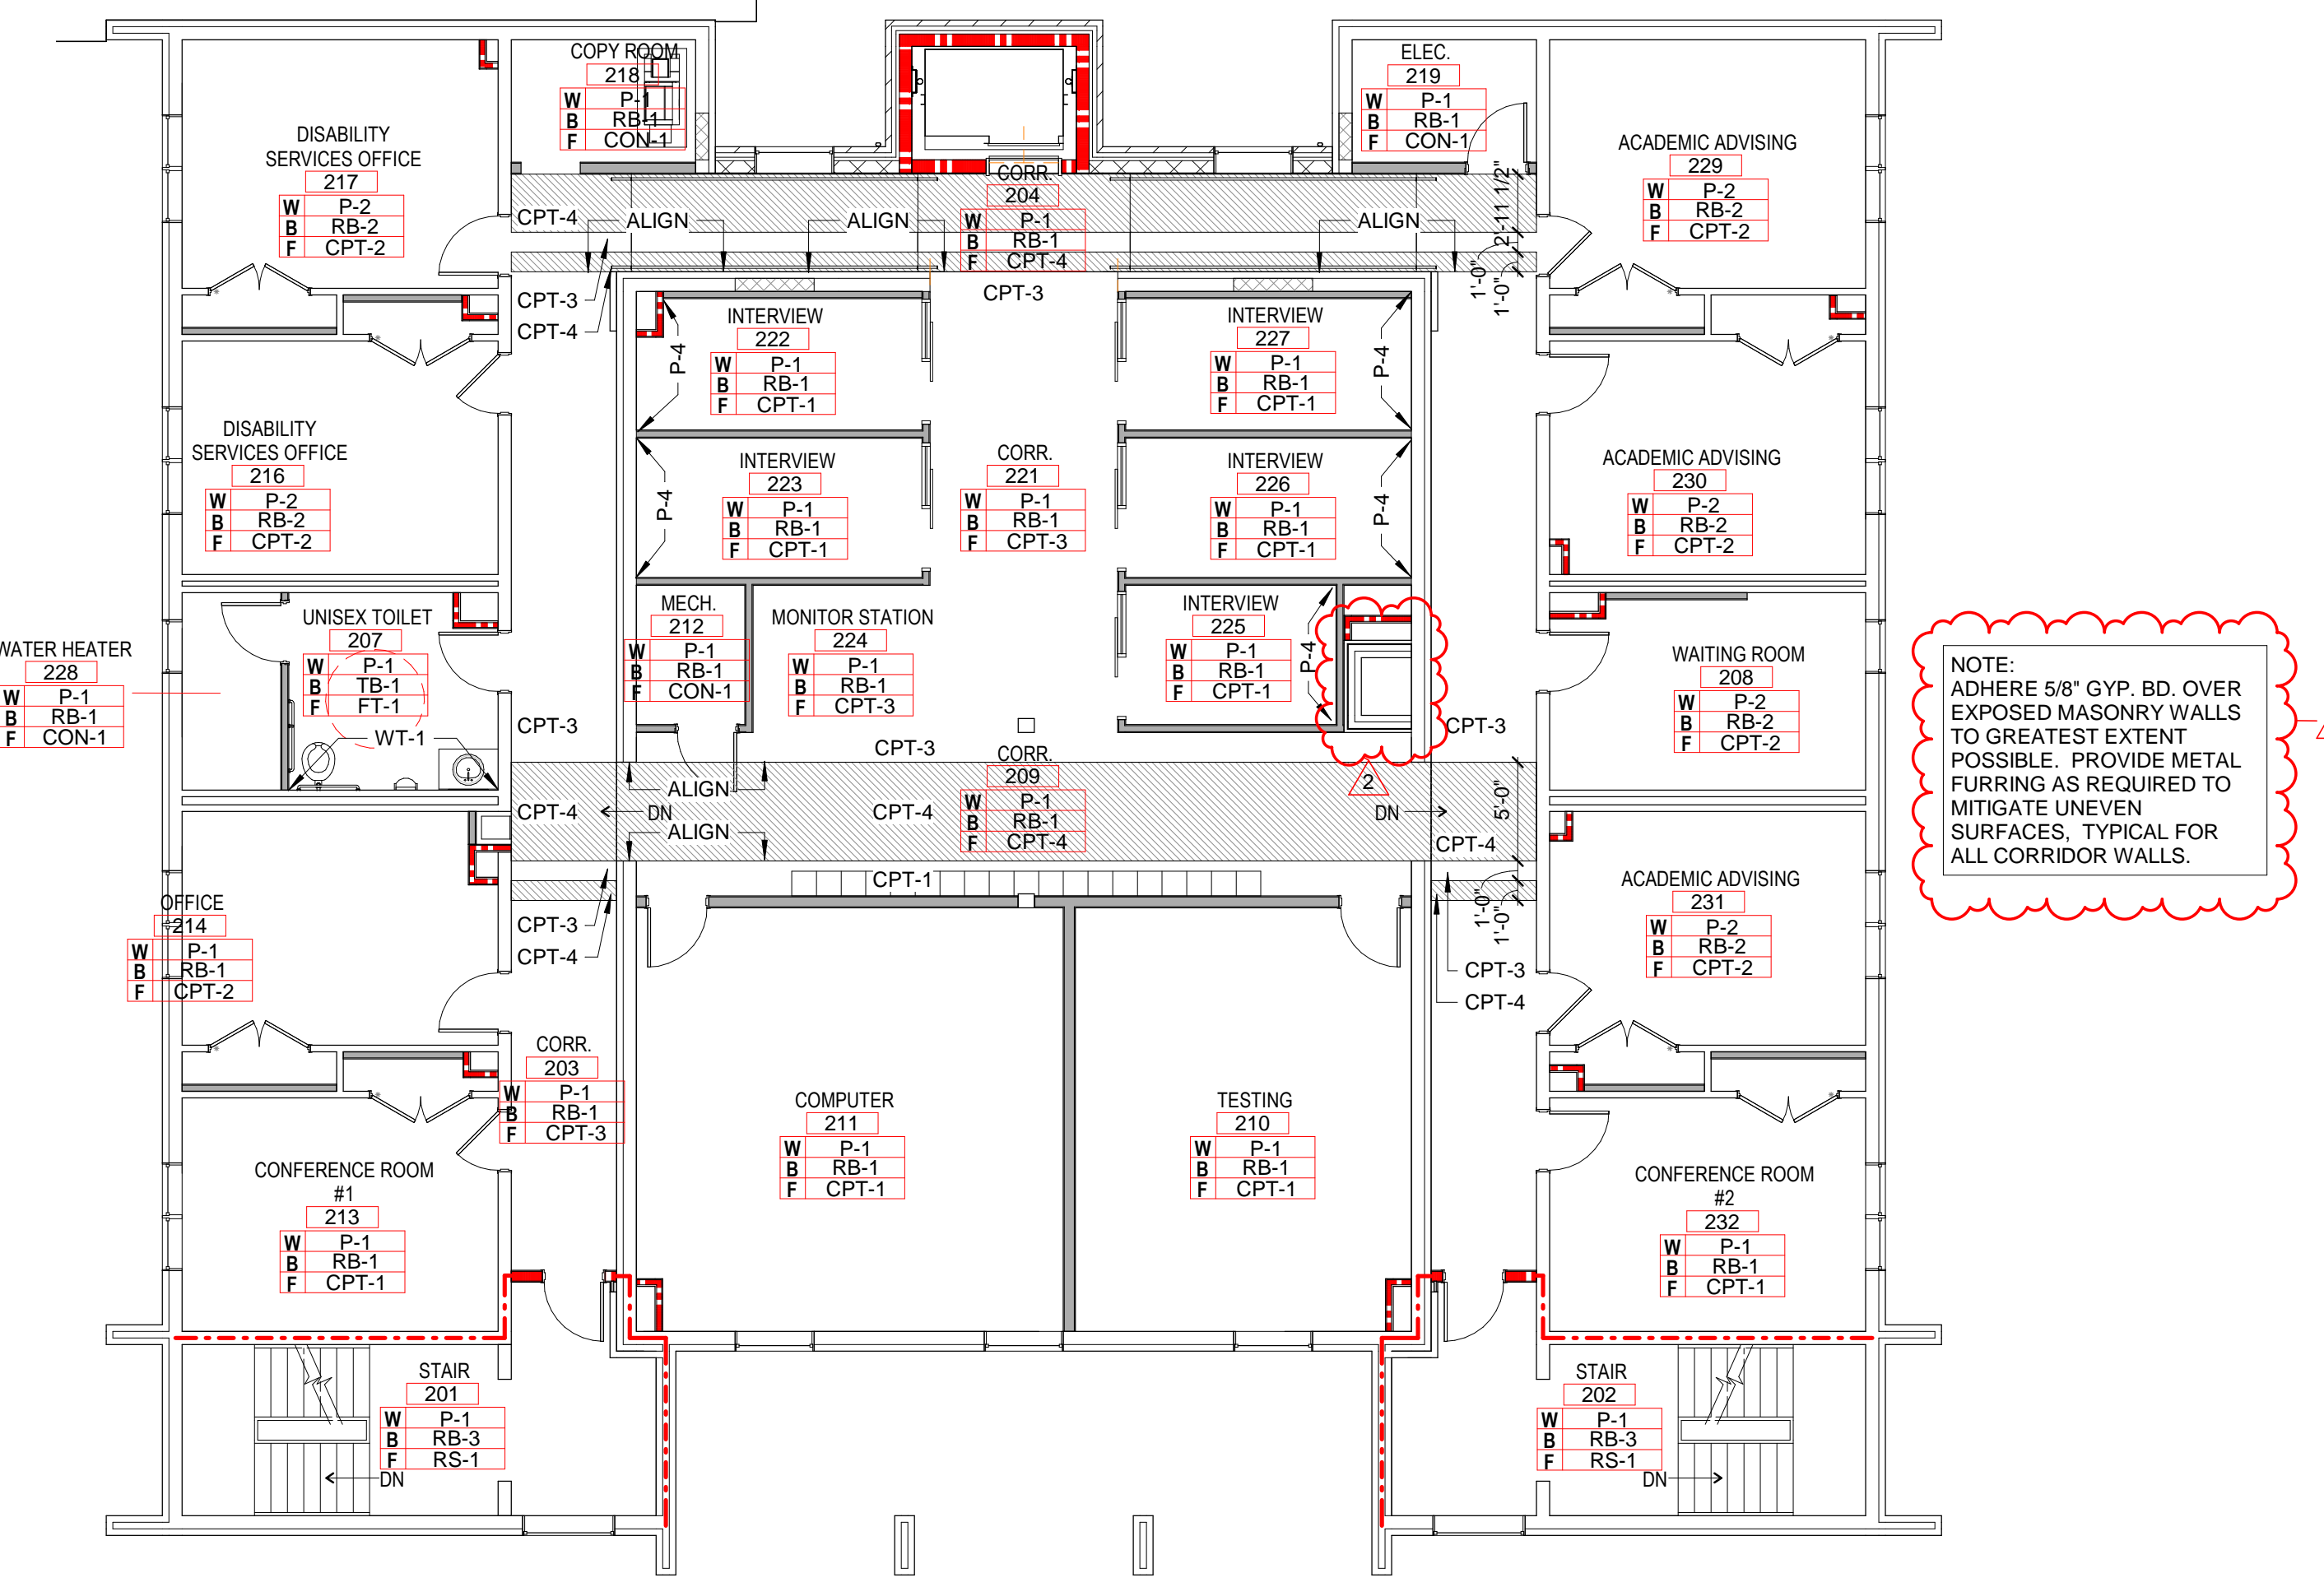 COPY ROOM
218
W P-1
B RB-1
F CON-1
ELEC.
219
W P-1
B RB-1
F CON-1
DISABILITY
SERVICES OFFICE
217
W P-2
B RB-2
F CPT-2
ACADEMIC ADVISING
229
W P-2
B RB-2
F CPT-2
CORR.
204
W P-1
B RB-1
F CPT-4
CPT-4
ALIGN
ALIGN
ALIGN
2'-11 1/2"
1'-0"
1'-0"
CPT-3
CPT-4
CPT-3
INTERVIEW
222
W P-1
B RB-1
F CPT-1
P-4
INTERVIEW
227
W P-1
B RB-1
F CPT-1
P-4
DISABILITY
SERVICES OFFICE
216
W P-2
B RB-2
F CPT-2
INTERVIEW
223
W P-1
B RB-1
F CPT-1
P-4
CORR.
221
W P-1
B RB-1
F CPT-3
INTERVIEW
226
W P-1
B RB-1
F CPT-1
P-4
ACADEMIC ADVISING
230
W P-2
B RB-2
F CPT-2
WATER HEATER
228
W P-1
B RB-1
F CON-1
UNISEX TOILET
207
W P-1
B TB-1
F FT-1
WT-1
MECH.
212
W P-1
B RB-1
F CON-1
MONITOR STATION
224
W P-1
B RB-1
F CPT-3
INTERVIEW
225
W P-1
B RB-1
F CPT-1
P-4
WAITING ROOM
208
W P-2
B RB-2
F CPT-2
NOTE:
ADHERE 5/8" GYP. BD. OVER
EXPOSED MASONRY WALLS
TO GREATEST EXTENT
POSSIBLE. PROVIDE METAL
FURRING AS REQUIRED TO
MITIGATE UNEVEN
SURFACES, TYPICAL FOR
ALL CORRIDOR WALLS.
CPT-3
CPT-3
CPT-3
2
CORR.
209
W P-1
B RB-1
F CPT-4
ALIGN
CPT-4
DN
CPT-4
DN
5'-0"
ALIGN
CPT-4
CPT-1
CPT-3
CPT-4
1'-0"
1'-0"
CPT-3
CPT-4
OFFICE
214
W P-1
B RB-1
F CPT-2
ACADEMIC ADVISING
231
W P-2
B RB-2
F CPT-2
CORR.
203
W P-1
B RB-1
F CPT-3
COMPUTER
211
W P-1
B RB-1
F CPT-1
TESTING
210
W P-1
B RB-1
F CPT-1
CONFERENCE ROOM
#1
213
W P-1
B RB-1
F CPT-1
CONFERENCE ROOM
#2
232
W P-1
B RB-1
F CPT-1
STAIR
201
W P-1
B RB-3
F RS-1
DN
STAIR
202
W P-1
B RB-3
F RS-1
DN